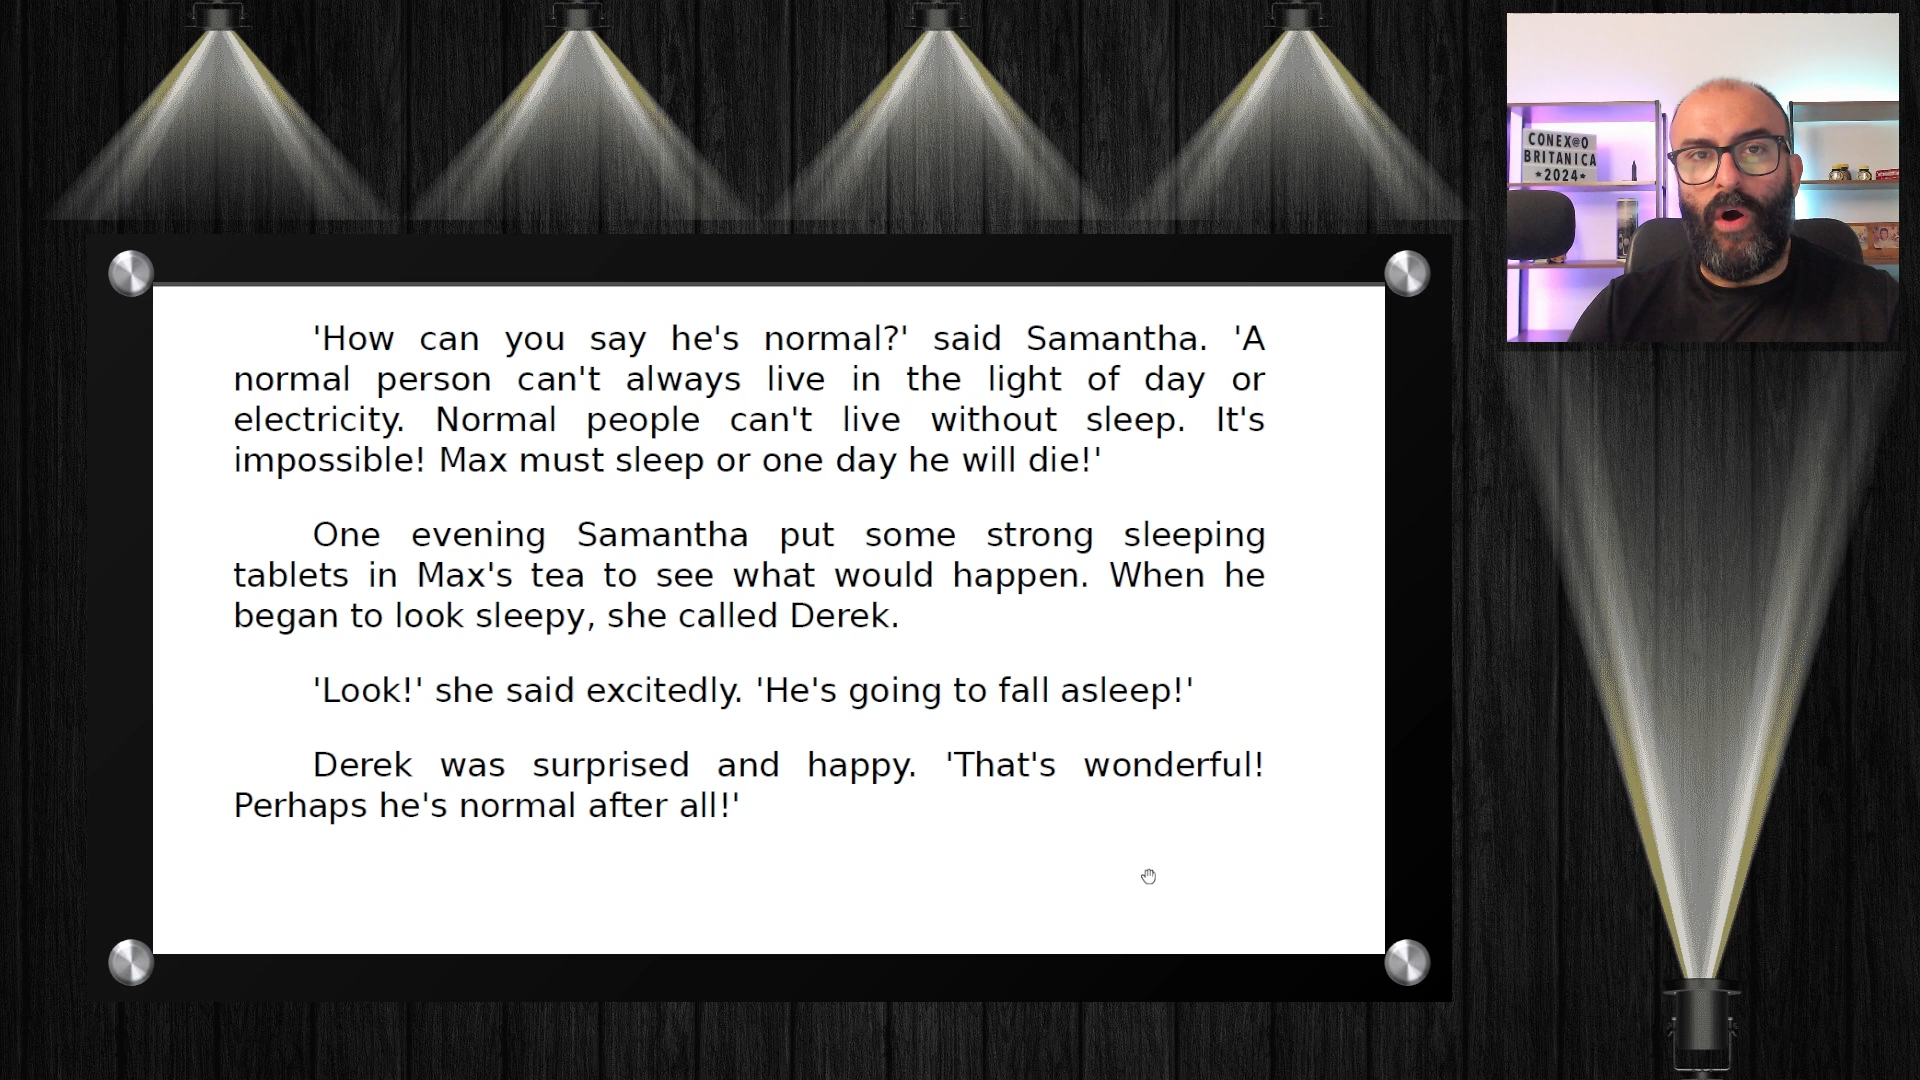 CONEX@O
BRITANICA
*2024*
'How can you say he's normal?' said Samantha. 'A
normal person can't always live in the light of day or
electricity. Normal people can't live without sleep. It's
impossible! Max must sleep or one day he will die!'
One evening Samantha put some strong sleeping
tablets in Max's tea to see what would happen. When he
began to look sleepy, she called Derek.
'Look!' she said excitedly. 'He's going to fall asleep!'
Derek was surprised and happy. 'That's wonderful!
Perhaps he's normal after all!'